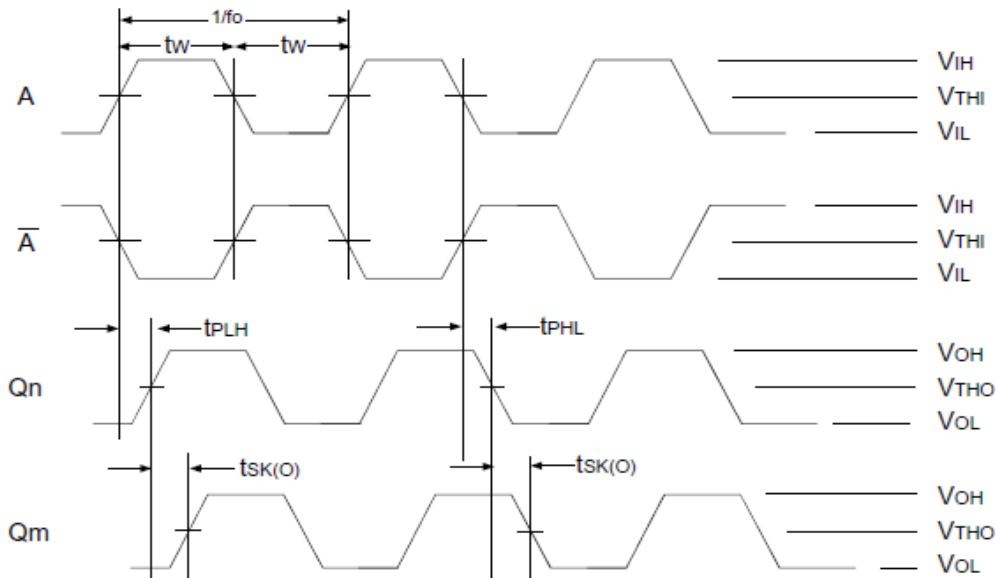 1/fo
tw tw
A VIH
VTHI
VIL
A VIH
VTHI
VIL
tPLH tPHL
Qn VOH
VTHO
VOL
tSK(O) tSK(O)
Qm VOH
VTHO
VOL